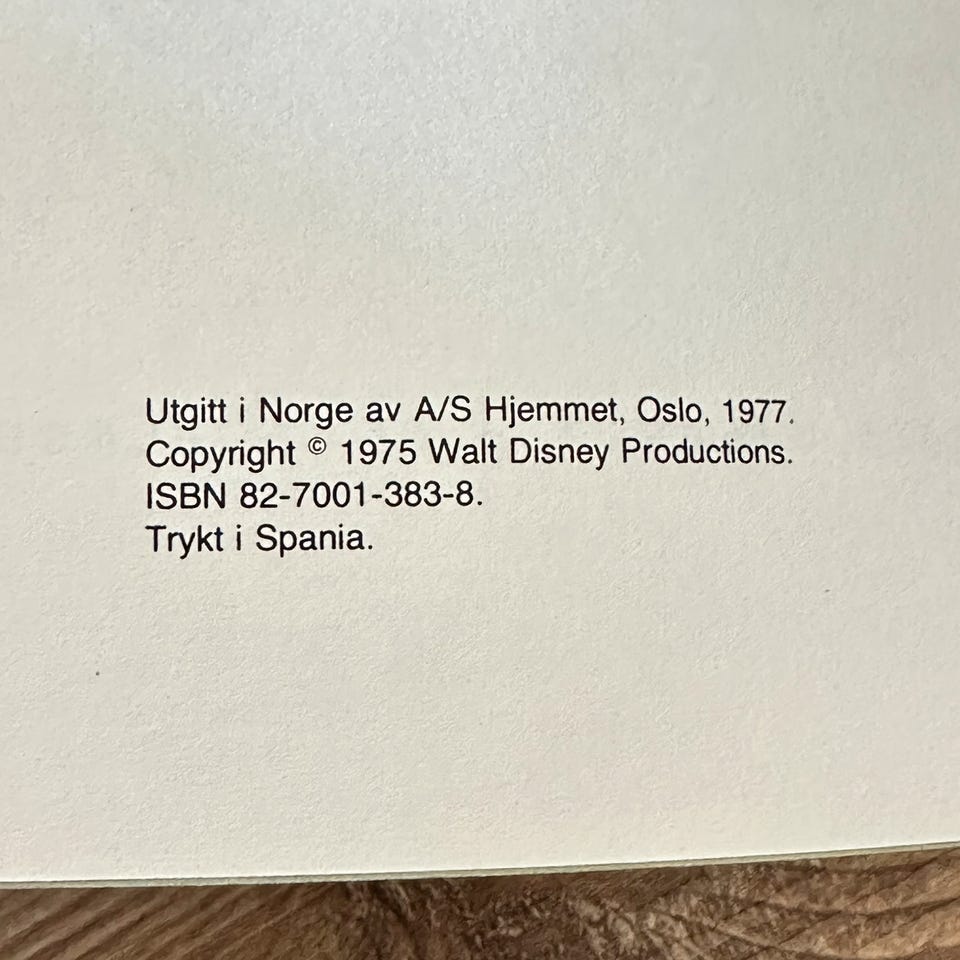 Utgitt i Norge av A/S Hjemmet, Oslo, 1977.
Copyright © 1975 Walt Disney Productions.
ISBN 82-7001-383-8.
Trykt i Spania.